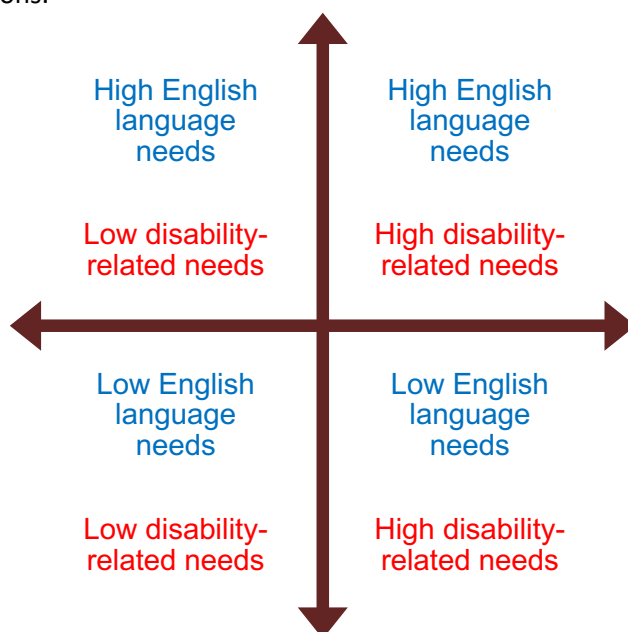 ons.
High English
language
needs
Low disability-
related needs
High English
language
needs
High disability-
related needs
Low English
language
needs
Low disability-
related needs
Low English
language
needs
High disability-
related needs